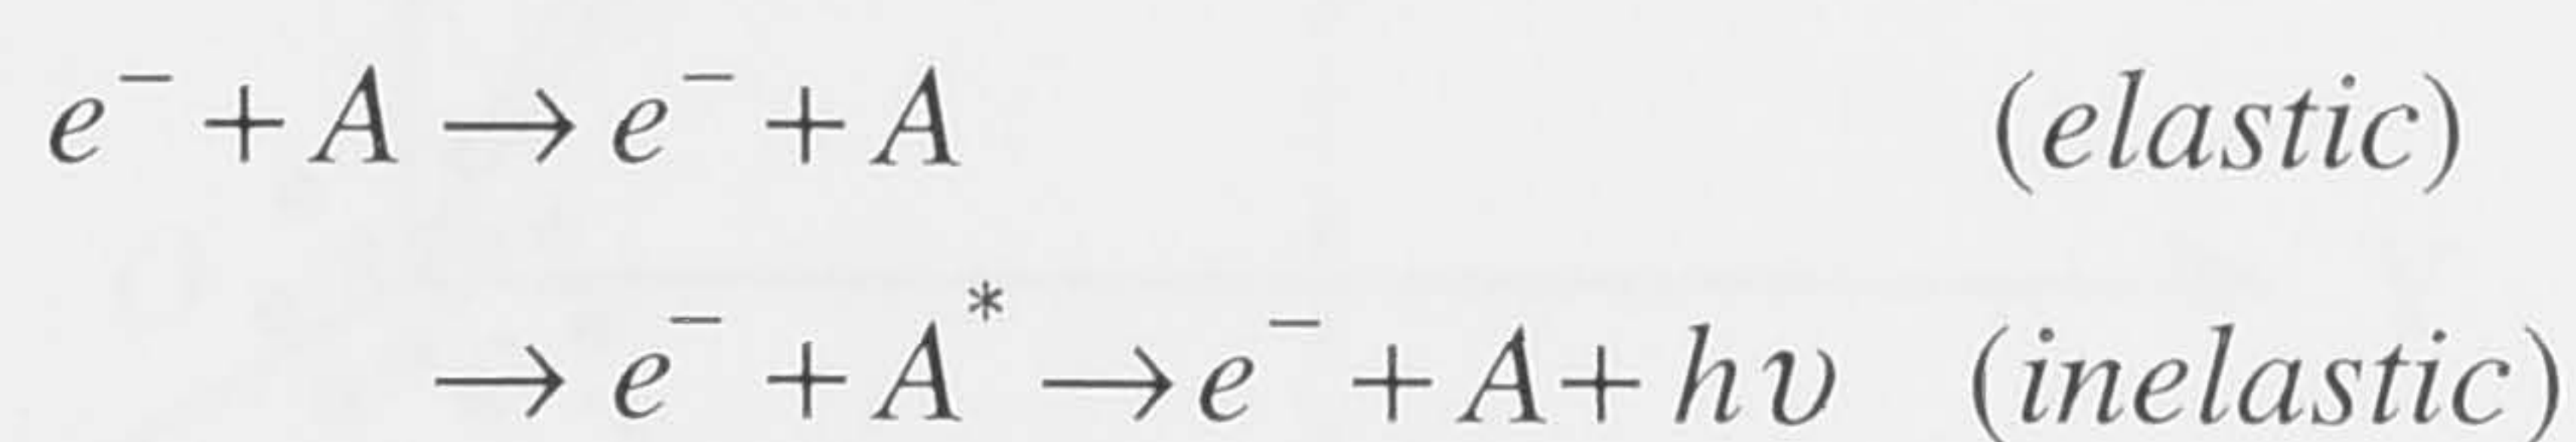 e⁻ + A → e⁻ + A (elastic)
→ e⁻ + A* → e⁻ + A + hυ (inelastic)